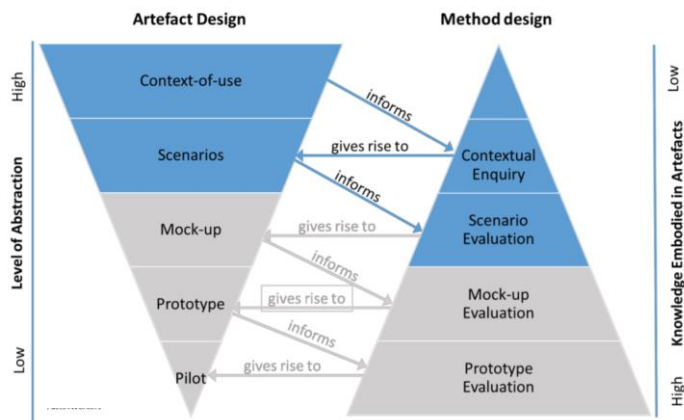 Artefact Design
Method design
High
Level of Abstraction
Low
Context-of-use
Scenarios
Mock-up
Prototype
Pilot
informs
gives rise to
informs
gives rise to
informs
gives rise to
informs
gives rise to
Contextual
Enquiry
Scenario
Evaluation
Mock-up
Evaluation
Prototype
Evaluation
Low
Knowledge Embodied in Artefacts
High